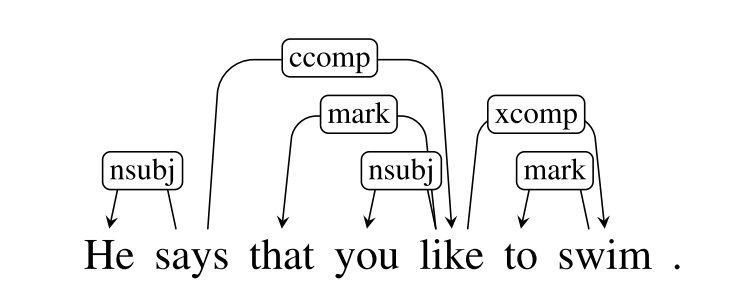 ccomp
mark xcomp
nsubj nsubj mark
He says that you like to swim .